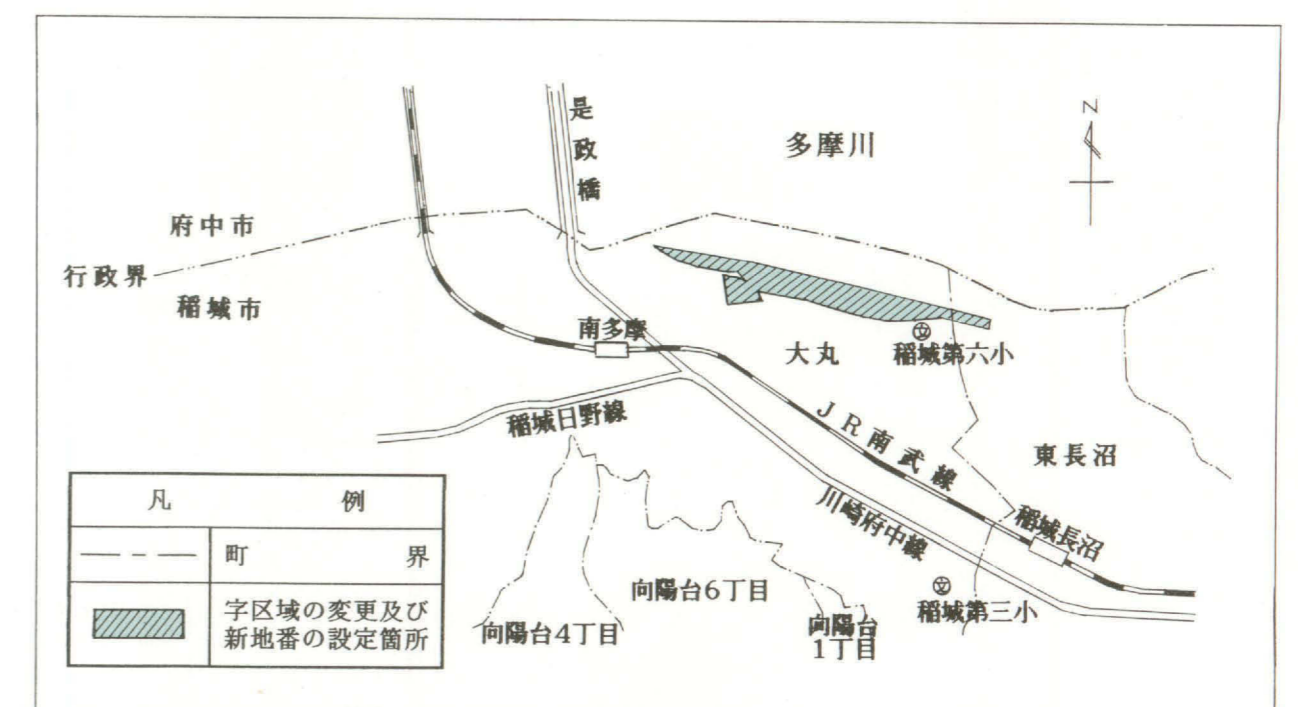 是政橋
N
多摩川
府中市
行政界
稲城市
南多摩
大丸
稲城第六小
稲城日野線
JR南武線
東長沼
凡例
町界
字区域の変更及び
新地番の設定箇所
川崎府中線
稲城長沼
文
向陽台6丁目
文
稲城第三小
向陽台4丁目
向陽台
1丁目